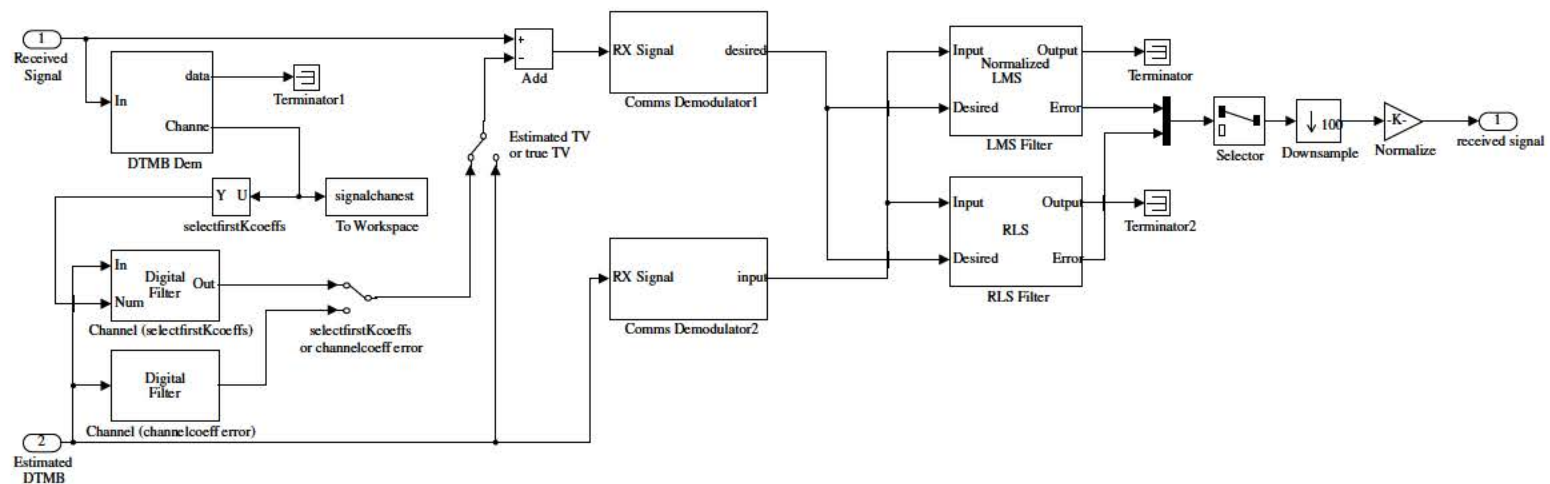 1
Received
Signal
In
data
Channe
DTMB Dem
Terminator1
Y U
selectfirstKcoeffs
signalchanest
To Workspace
In
Num
Digital
Filter
Out
Channel (selectfirstKcoeffs)
Digital
Filter
Channel (channelcoeff error)
2
Estimated
DTMB
selectfirstKcoeffs
or channelcoeff error
Estimated TV
or true TV
+
−
Add
RX Signal
desired
Comms Demodulator1
RX Signal
input
Comms Demodulator2
Input
Output
Normalized
LMS
Desired
Error
LMS Filter
Terminator
Input
Output
RLS
Desired
Error
RLS Filter
Terminator2
Selector
100
Downsample
-K-
Normalize
1
received signal